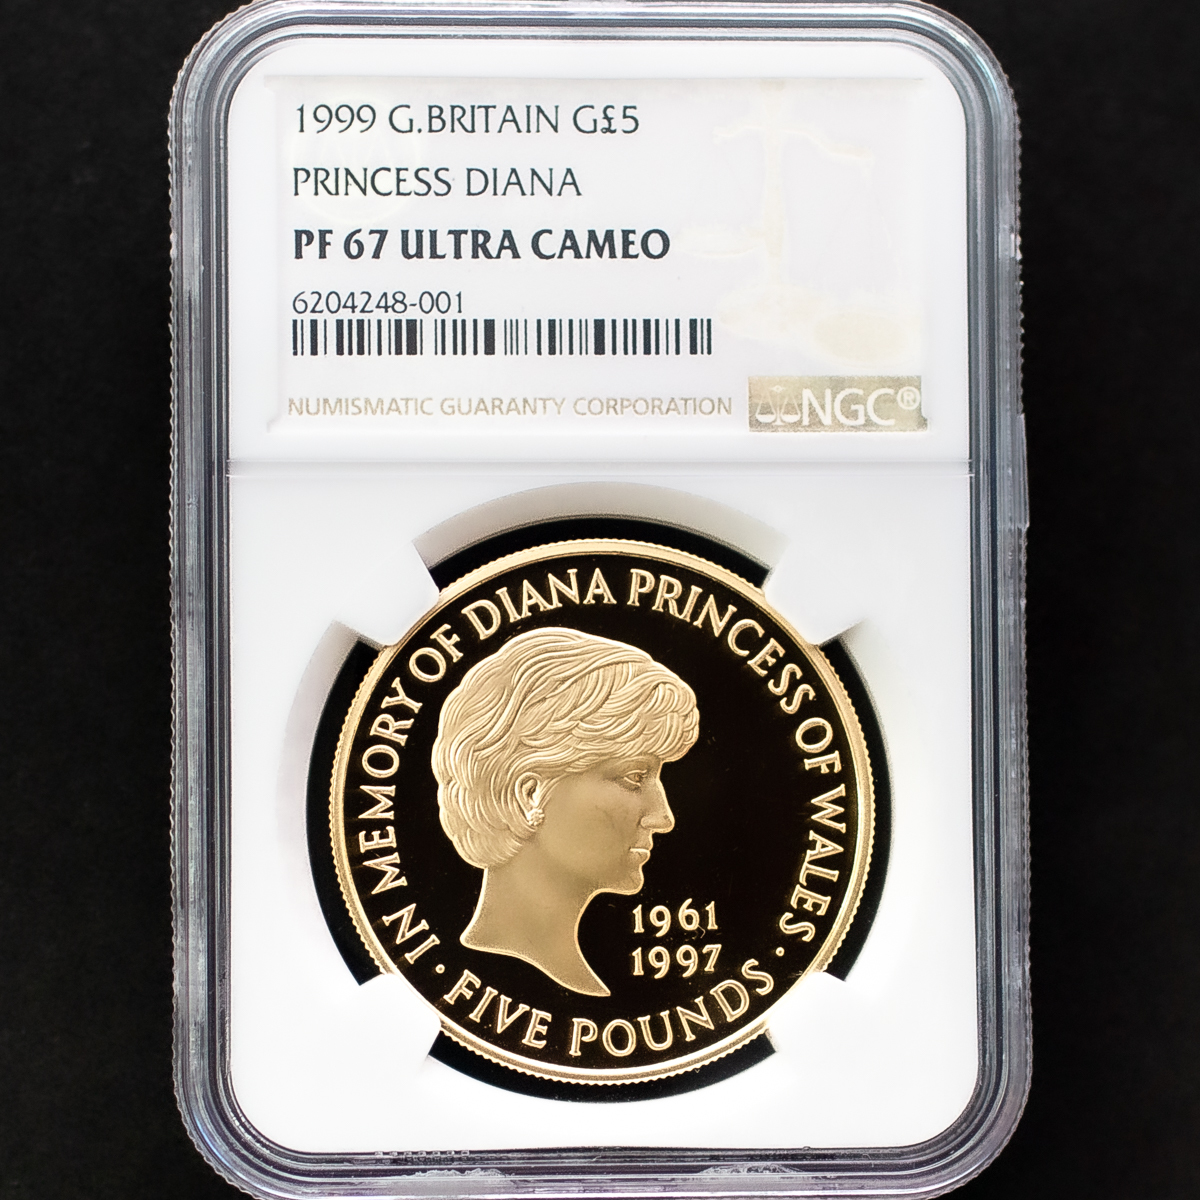 1999 G.BRITAIN G£5
PRINCESS DIANA
PF 67 ULTRA CAMEO
6204248-001
NUMISMATIC GUARANTY CORPORATION
NGC®
IN MEMORY OF DIANA PRINCESS OF WALES
1961
1997
· FIVE POUNDS ·